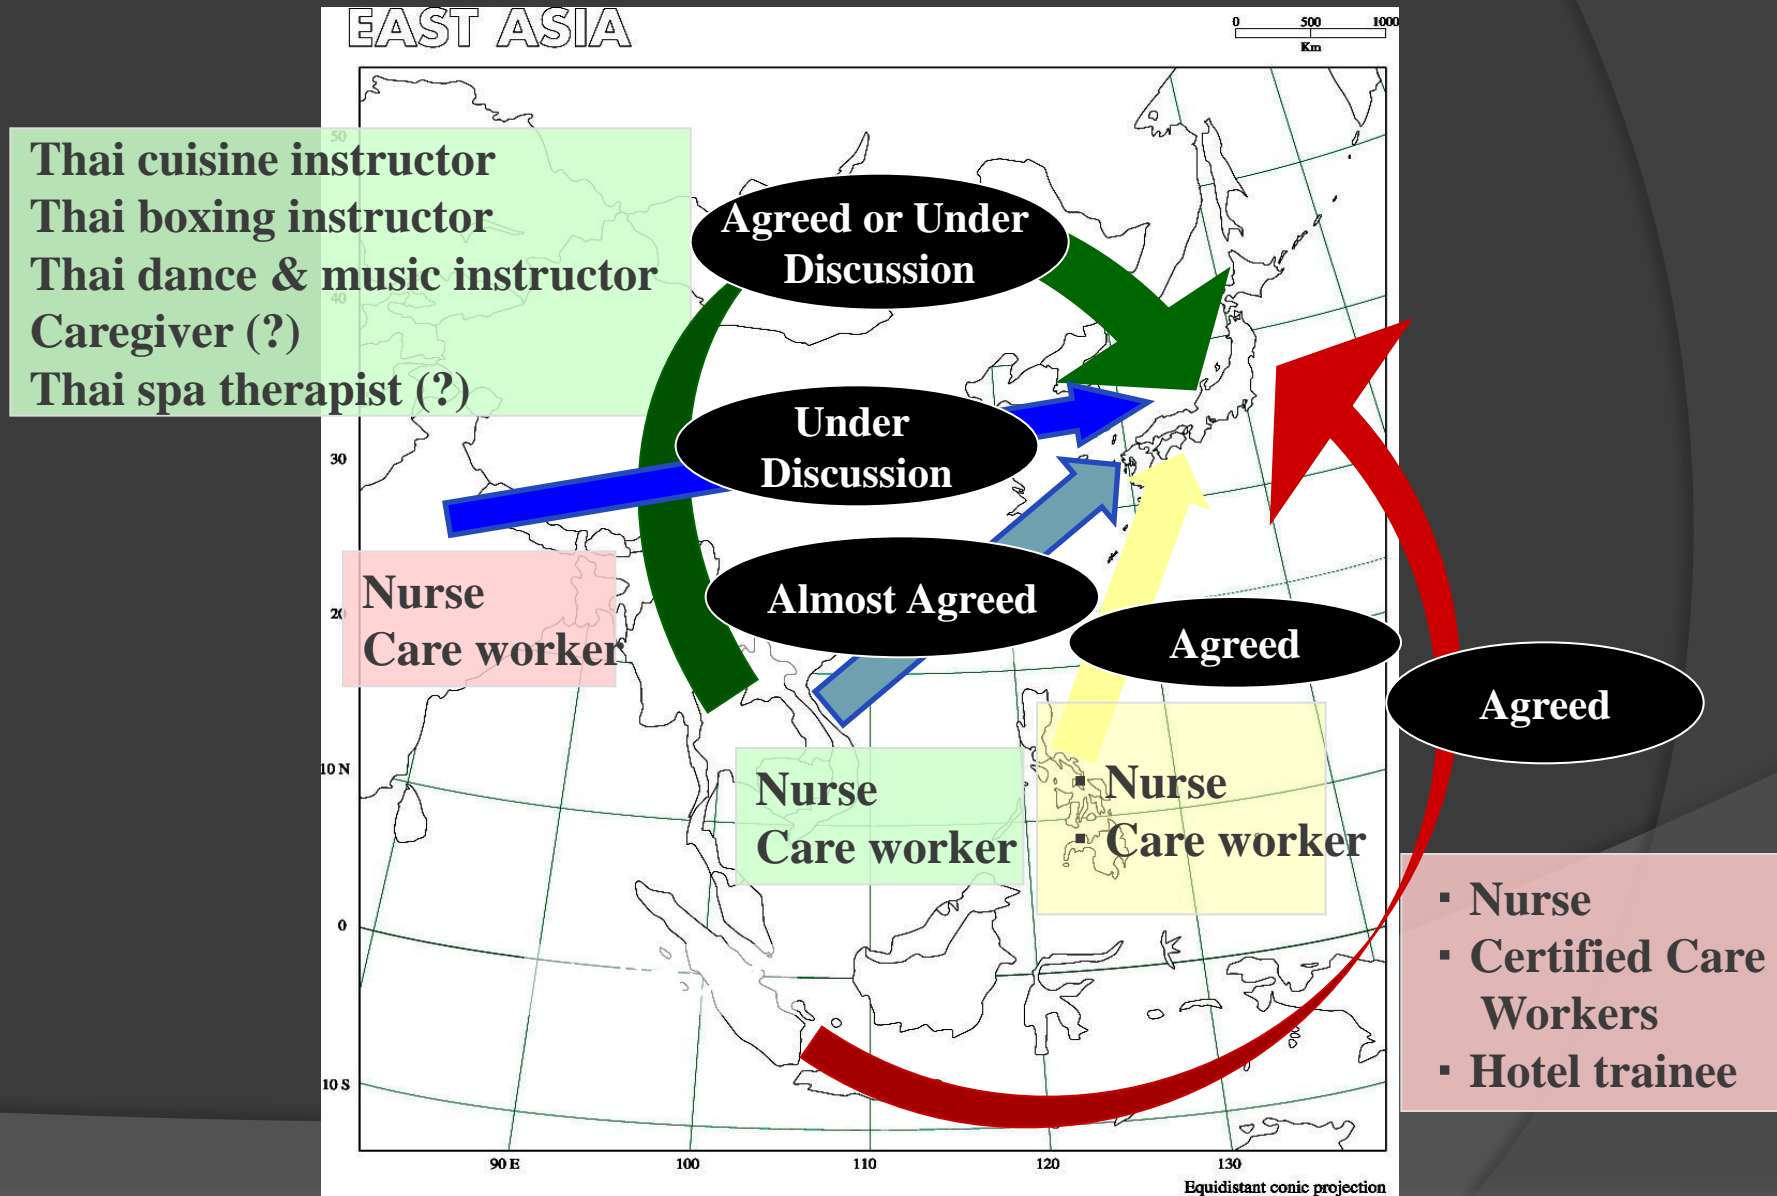 EAST ASIA
0 500 1000
Km
50
Thai cuisine instructor
Thai boxing instructor
Thai dance & music instructor
40
Caregiver (?)
Thai spa therapist (?)
Agreed or Under
Discussion
Under
Discussion
30
Nurse
Care worker
20
Almost Agreed
Agreed
Agreed
10 N
Nurse
Care worker
▪ Nurse
▪ Care worker
▪ Nurse
▪ Certified Care
Workers
▪ Hotel trainee
0
10 S
90 E 100 110 120 130
Equidistant conic projection